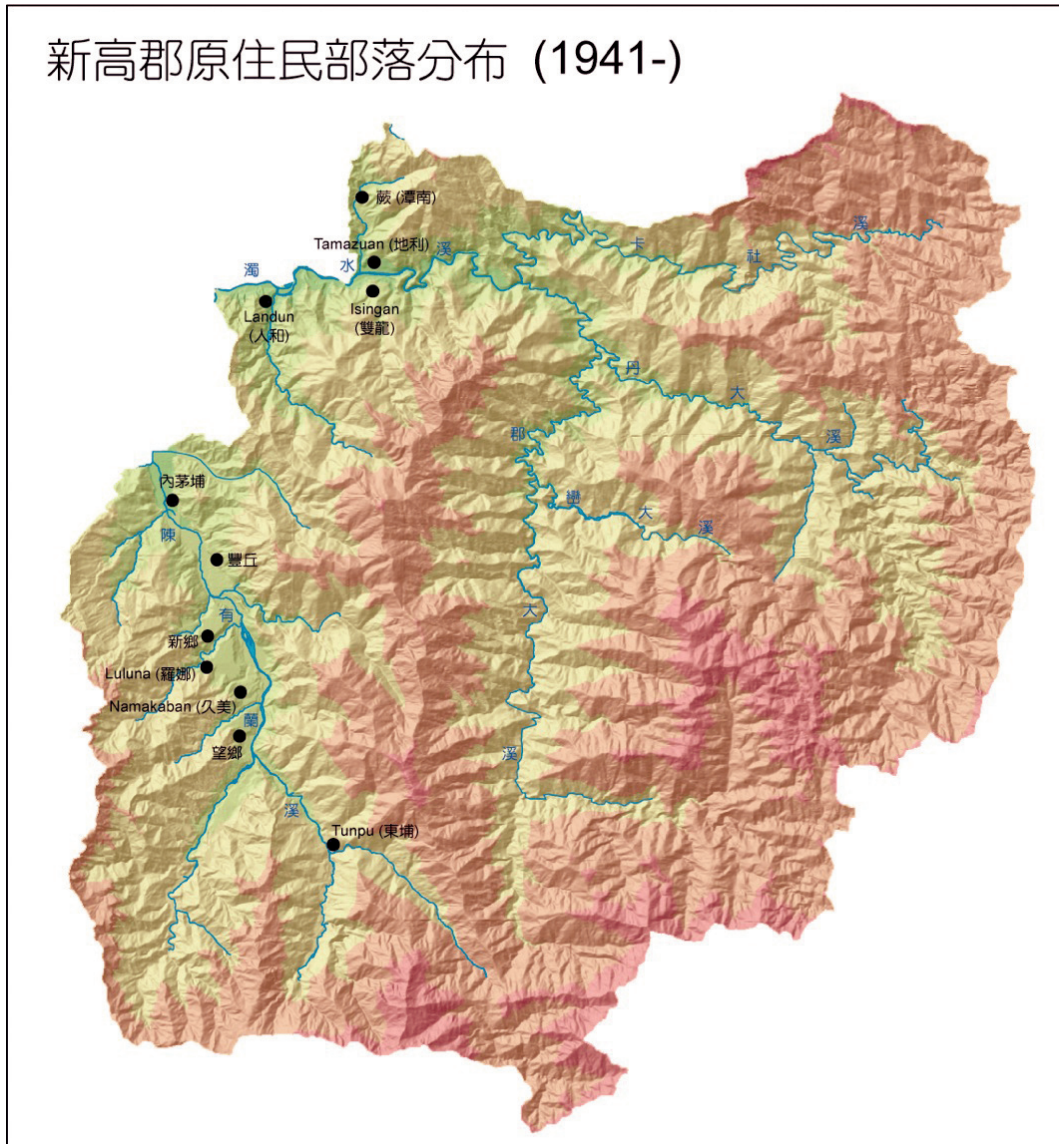 新高郡原住民部落分布 (1941-)
蕨 (潭南)
Tamazuan (地利)
濁
水
溪
卡
社
溪
Landun
(人和)
Isingan
(雙龍)
丹
大
溪
郡
大
溪
巒
大
溪
內茅埔
陳
豐丘
有
新鄉
Luluna (羅娜)
Namakaban (久美)
蘭
望鄉
溪
Tunpu (東埔)